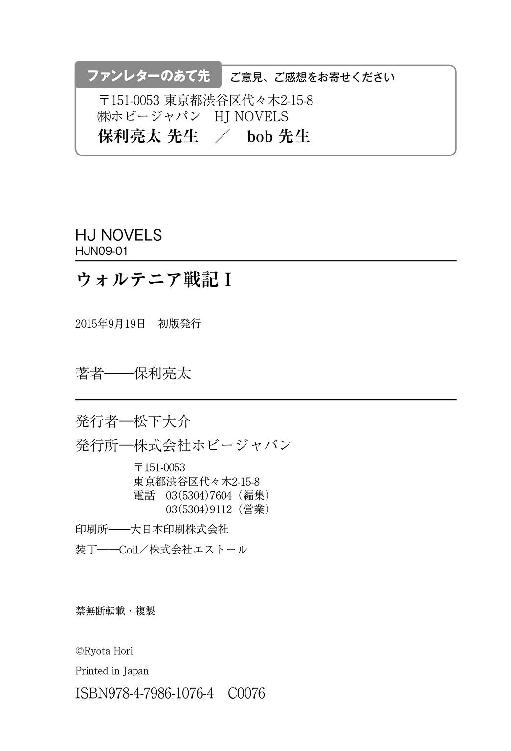 ファンレターのあて先 ご意見、ご感想をお寄せください
〒151-0053 東京都渋谷区代々木2-15-8
㈱ホビージャパン HJ NOVELS
保利亮太 先生 / bob 先生
HJ NOVELS
HJN09-01
ウォルテニア戦記 I
2015年9月19日 初版発行
著者――保利亮太
発行者―松下大介
発行所―株式会社ホビージャパン
〒151-0053
東京都渋谷区代々木2-15-8
電話 03(5304)7604（編集）
03(5304)9112（営業）
印刷所――大日本印刷株式会社
装丁――Coil／株式会社エストール
禁無断転載・複製
©Ryota Hori
Printed in Japan
ISBN978-4-7986-1076-4 C0076